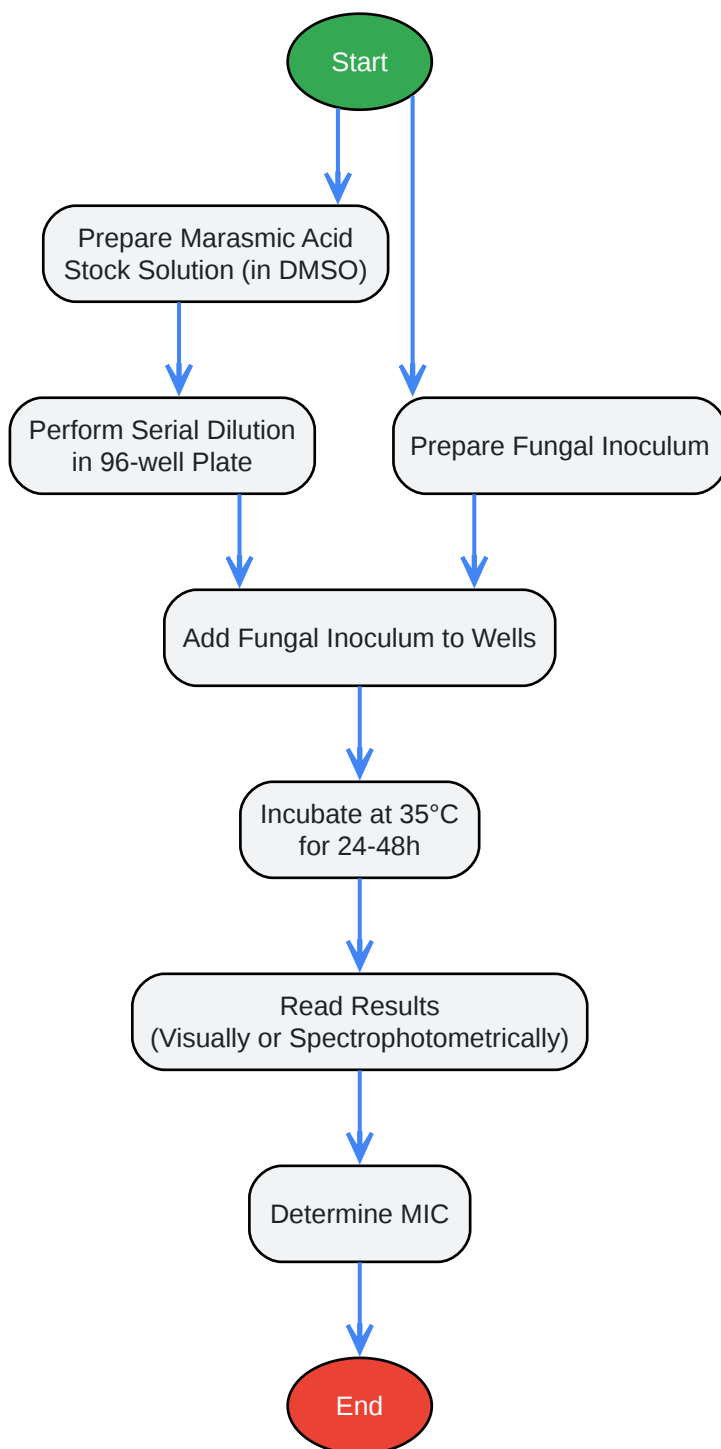 Start
Prepare Marasmic Acid
Stock Solution (in DMSO)
Perform Serial Dilution
in 96-well Plate
Prepare Fungal Inoculum
Add Fungal Inoculum to Wells
Incubate at 35°C
for 24-48h
Read Results
(Visually or Spectrophotometrically)
Determine MIC
End